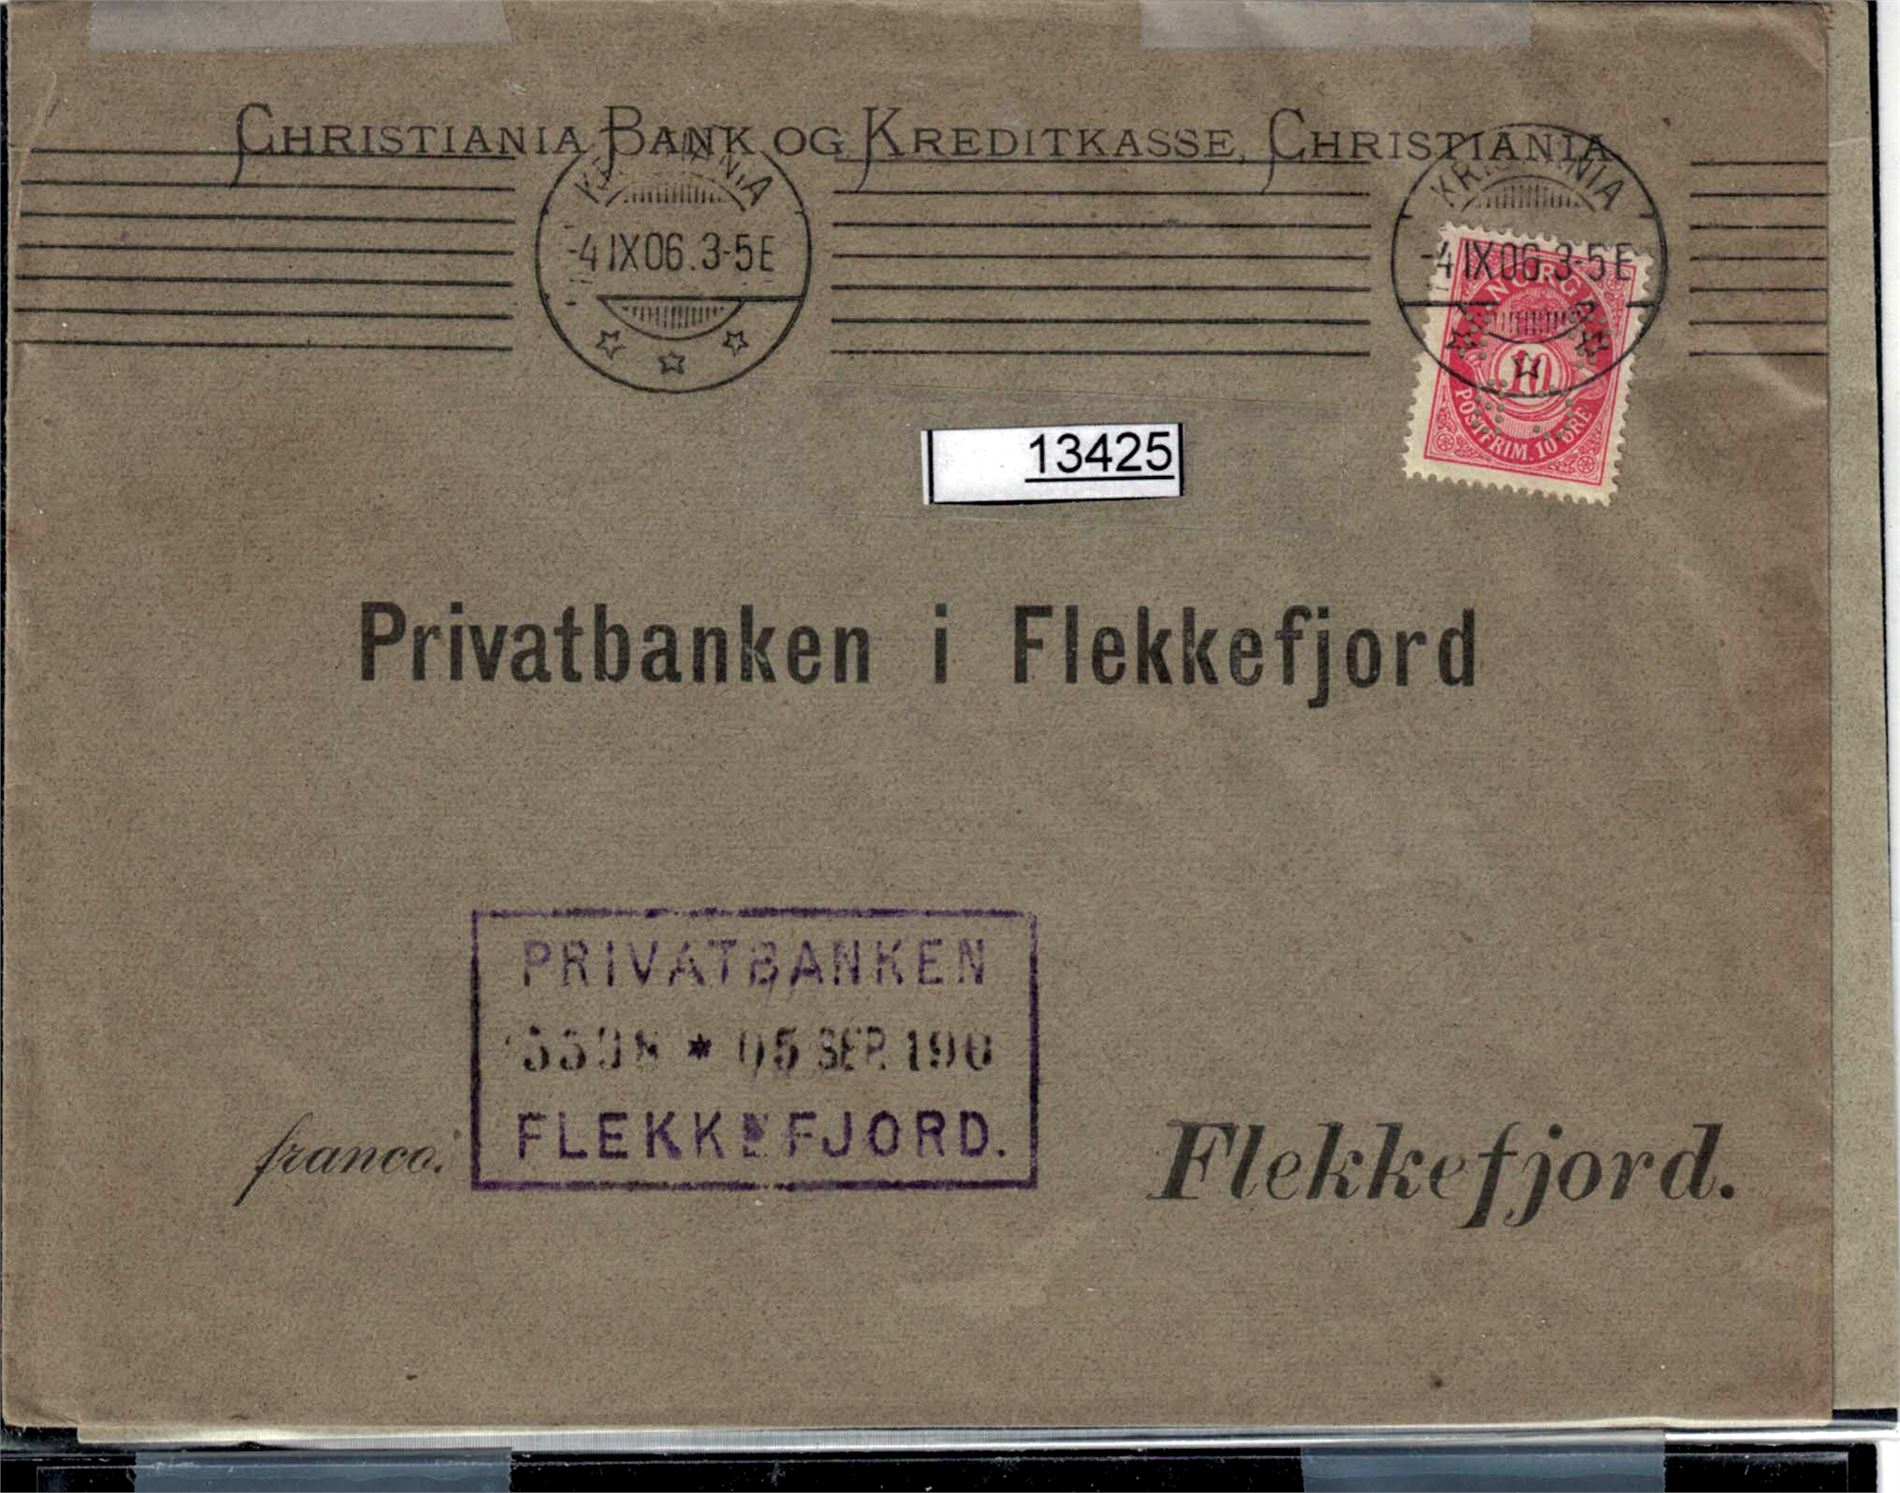 CHRISTIANIA BANK OG KREDITKASSE, CHRISTIANIA
KRISTIANIA
-4 IX 06. 3-5 E
KRISTIANIA
-4 IX 06 3-5 E
NORGE
10
POSTFRIM. 10 ØRE
13425
Privatbanken i Flekkefjord
PRIVATBANKEN
* 05 SEP. 190
FLEKKEFJORD.
franco.
Flekkefjord.